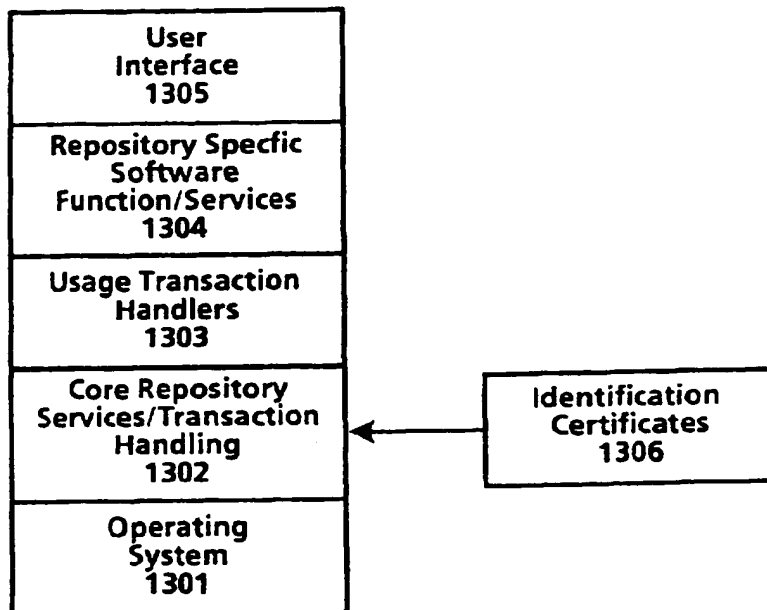 User
Interface
1305
Repository Specfic
Software
Function/Services
1304
Usage Transaction
Handlers
1303
Core Repository
Services/Transaction
Handling
1302
Identification
Certificates
1306
Operating
System
1301